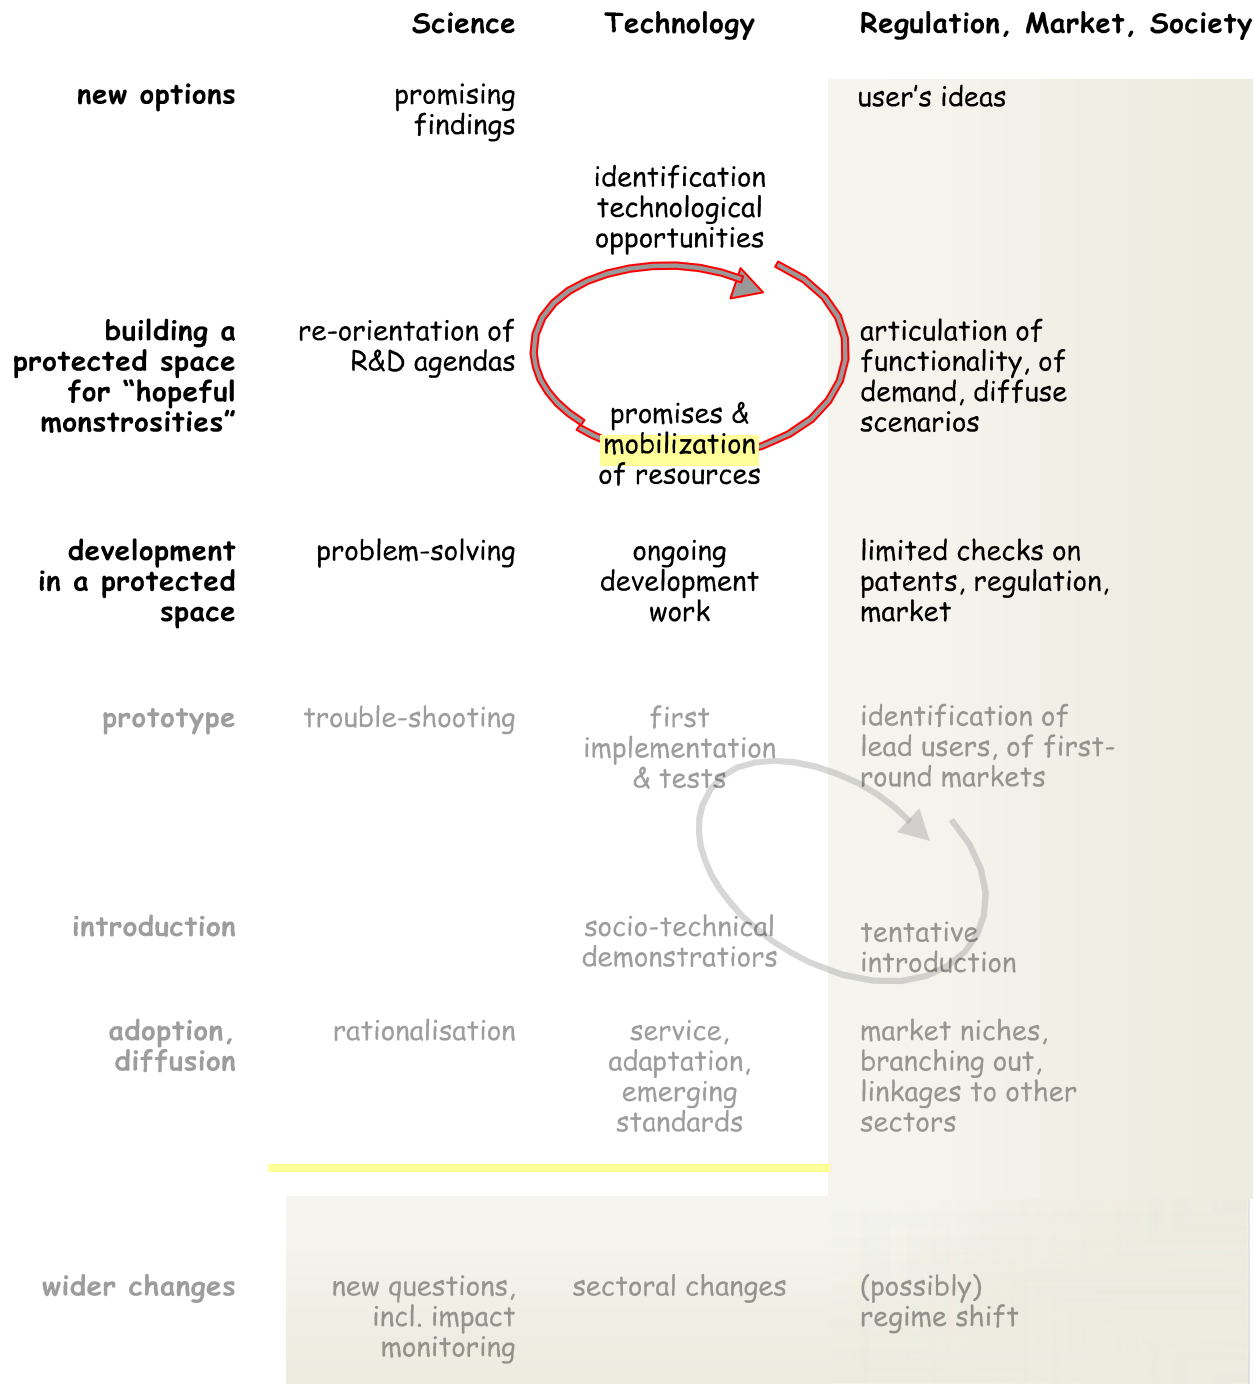 Science Technology Regulation, Market, Society
new options
promising
findings
user's ideas
identification
technological
opportunities
building a
protected space
for “hopeful
monstrosities”
re-orientation of
R&D agendas
promises &
mobilization
of resources
articulation of
functionality, of
demand, diffuse
scenarios
development
in a protected
space
problem-solving
ongoing
development
work
limited checks on
patents, regulation,
market
prototype
trouble-shooting
first
implementation
& tests
identification of
lead users, of first-
round markets
introduction
socio-technical
demonstratiors
tentative
introduction
adoption,
diffusion
rationalisation
service,
adaptation,
emerging
standards
market niches,
branching out,
linkages to other
sectors
wider changes
new questions,
incl. impact
monitoring
sectoral changes
(possibly)
regime shift